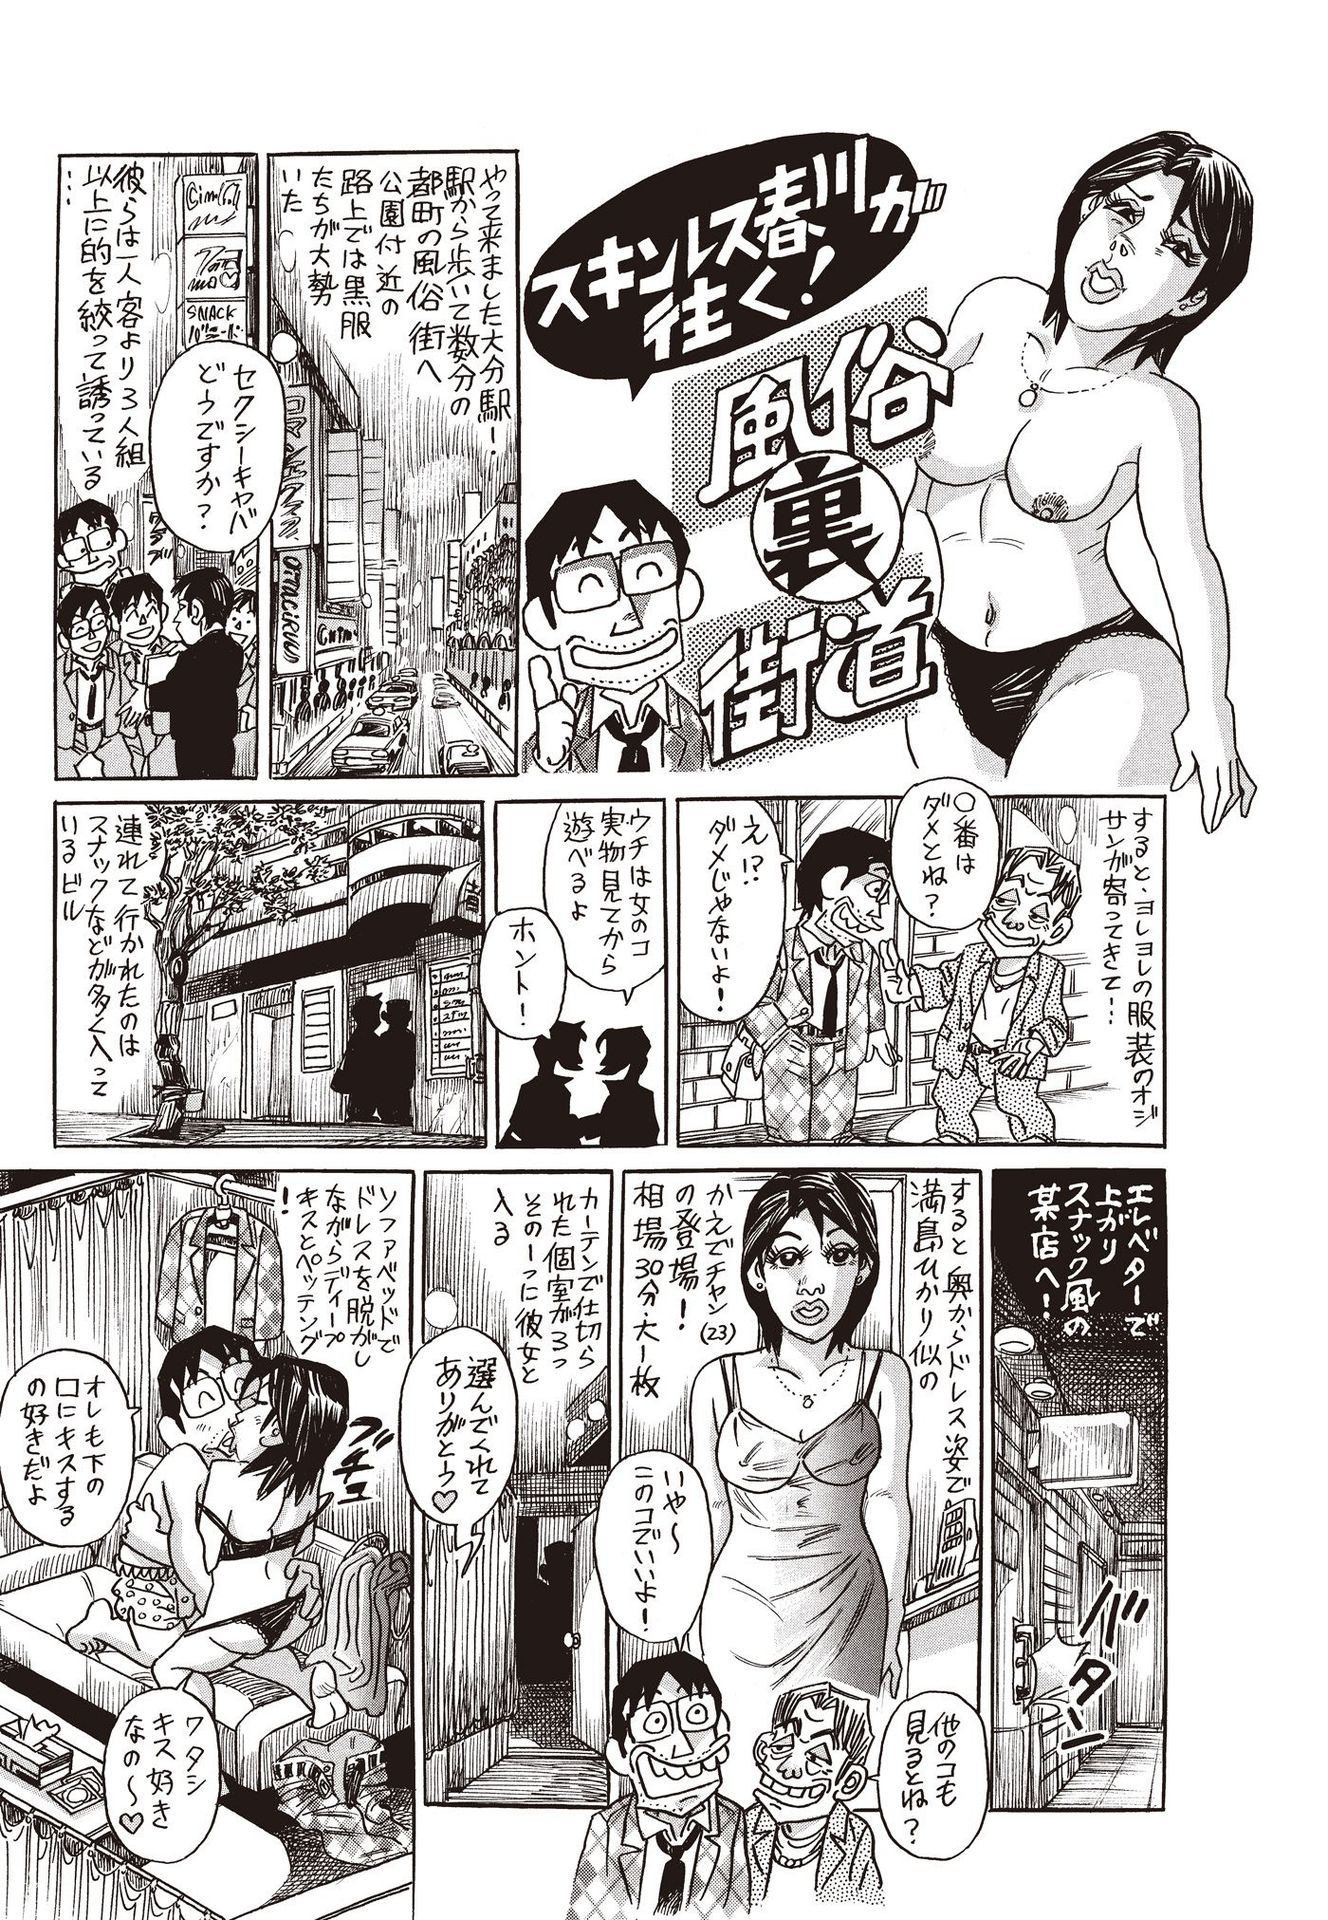 スキンレス春川が
往く!
風俗
裏
街道
やって来ました大分駅!
駅から歩いて数分の
都町の風俗街へ
公園付近の
路上では黒服
たちが大勢
いた
OITACIRUS
SNACK
セクシーキャバ
どうですか?
彼らは一人客より3人組
以上に的を絞って誘っている
…
すると、ヨレヨレの服装のオジ
サンが寄ってきて…
〇番は
ダメとね?
え!?
ダメじゃないよ!
ウチは女のコ
実物見てから
遊べるよ
ホント!
連れて行かれたのは
スナックなどが多く入って
いるビル
エレベーターで
上がり
スナック風の
某店へ!
バターン
すると奥からドレス姿で
満島ひかり似の
かえでチャン(23)
の登場!
相場30分・大一枚
いや〜
このコでいいよ!
他のコも
見るとね?
カーテンで仕切ら
れた個室が3つ
その一つに彼女と
入る
選んでくれて
ありがとう♡
ソファベッドで
ドレスを脱がし
ながらディープ
キスとペッティング
!
ブチュ
オレも下の
口にキスする
の好きだよ
ワタシ
キス好き
なの〜♡